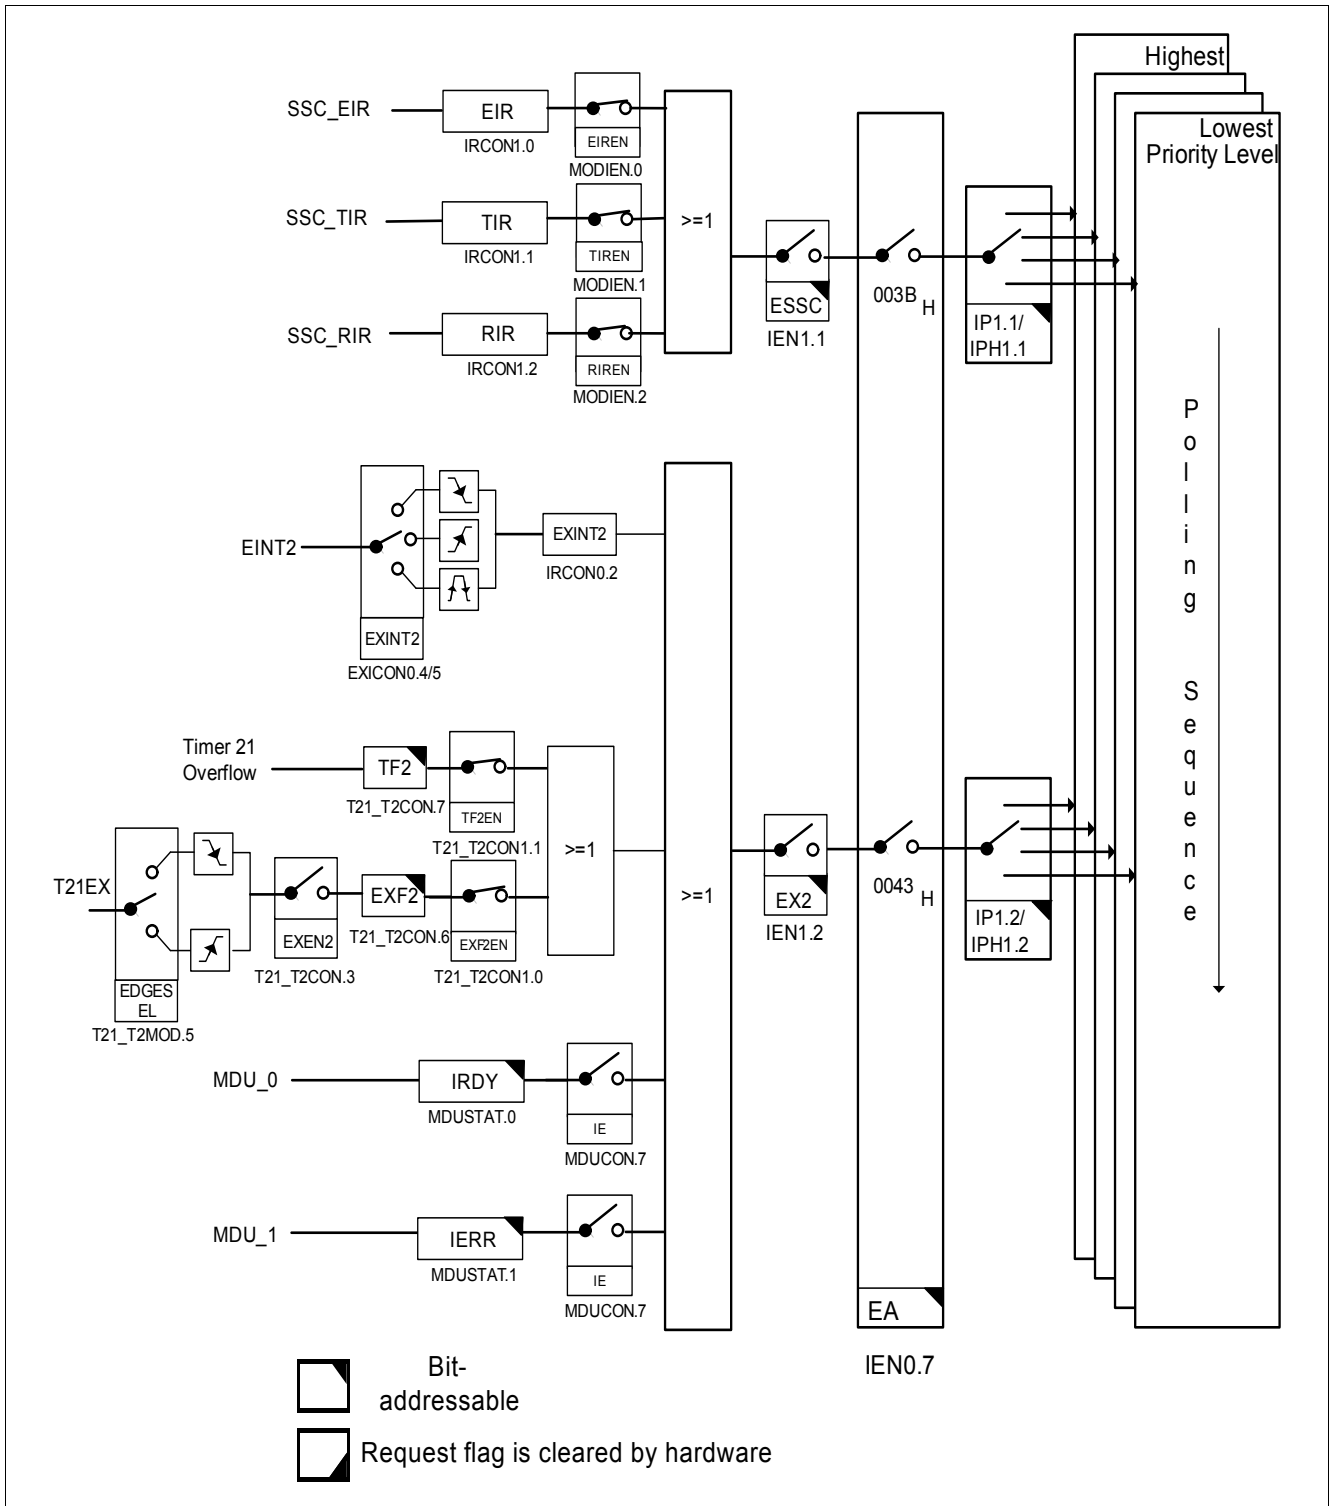 Highest
Lowest
Priority Level
SSC_EIR
EIR
IRCON1.0
EIREN
MODIEN.0
SSC_TIR
TIR
IRCON1.1
TIREN
MODIEN.1
SSC_RIR
RIR
IRCON1.2
RIREN
MODIEN.2
>=1
ESSC
IEN1.1
003B H
IP1.1/
IPH1.1
EINT2
EXINT2
EXICON0.4/5
EXINT2
IRCON0.2
Timer 21
Overflow
TF2
T21_T2CON.7
TF2EN
T21_T2CON1.1
T21EX
EDGES
EL
T21_T2MOD.5
EXEN2
T21_T2CON.3
EXF2
T21_T2CON.6
EXF2EN
T21_T2CON1.0
>=1
MDU_0
IRDY
MDUSTAT.0
IE
MDUCON.7
MDU_1
IERR
MDUSTAT.1
IE
MDUCON.7
>=1
EX2
IEN1.2
0043 H
IP1.2/
IPH1.2
EA
IEN0.7
Polling Sequence
Bit-
addressable
Request flag is cleared by hardware